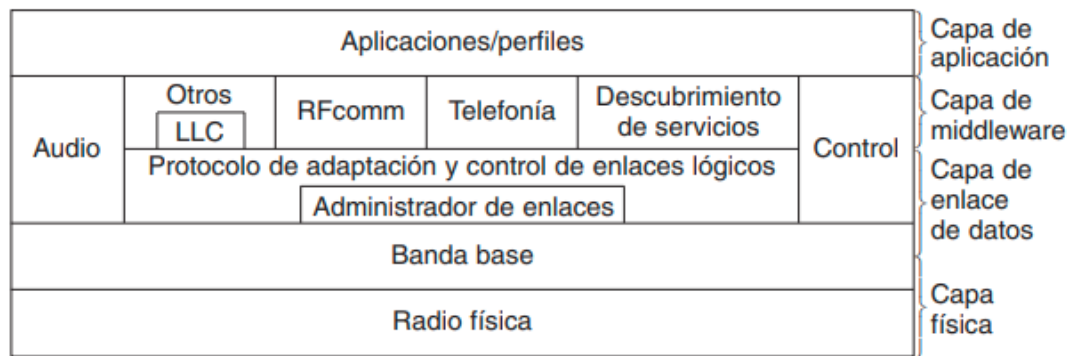 Aplicaciones/perfiles
Capa de
aplicación
Audio
Otros
LLC
RFcomm
Telefonía
Descubrimiento
de servicios
Control
Capa de
middleware
Protocolo de adaptación y control de enlaces lógicos
Administrador de enlaces
Capa de
enlace
de datos
Banda base
Radio física
Capa
física